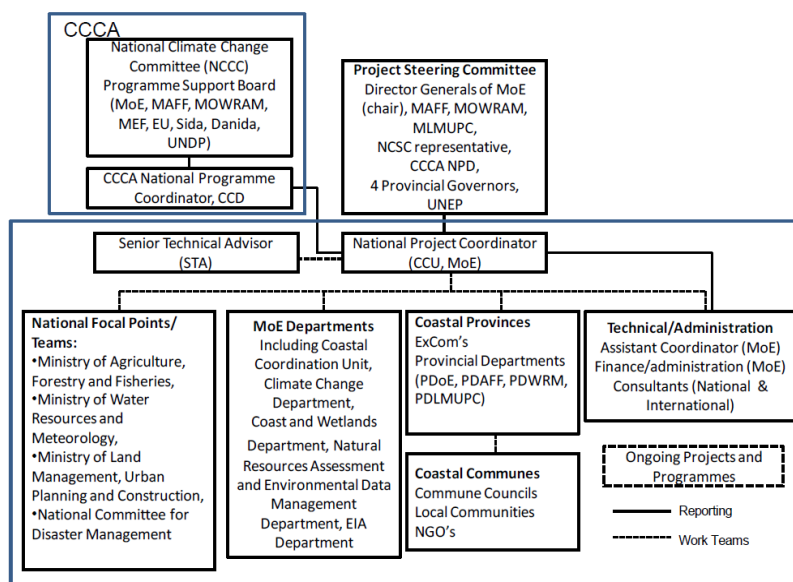 CCCA
National Climate Change
Committee (NCCC)
Programme Support Board
(MoE, MAFF, MOWRAM,
MEF, EU, Sida, Danida,
UNDP)
CCCA National Programme
Coordinator, CCD
Project Steering Committee
Director Generals of MoE
(chair), MAFF, MOWRAM,
MLMUPC,
NCSC representative,
CCCA NPD,
4 Provincial Governors,
UNEP
Senior Technical Advisor
(STA)
National Project Coordinator
(CCU, MoE)
National Focal Points/
Teams:
•Ministry of Agriculture,
Forestry and Fisheries,
•Ministry of Water
Resources and
Meteorology,
•Ministry of Land
Management, Urban
Planning and Construction,
•National Committee for
Disaster Management
MoE Departments
Including Coastal
Coordination Unit,
Climate Change
Department,
Coast and Wetlands
Department, Natural
Resources Assessment
and Environmental Data
Management
Department, EIA
Department
Coastal Provinces
ExCom's
Provincial Departments
(PDoE, PDAFF, PDWRM,
PDLMUPC)
Coastal Communes
Commune Councils
Local Communities
NGO's
Technical/Administration
Assistant Coordinator (MoE)
Finance/administration (MoE)
Consultants (National &
International)
Ongoing Projects and
Programmes
Reporting
Work Teams